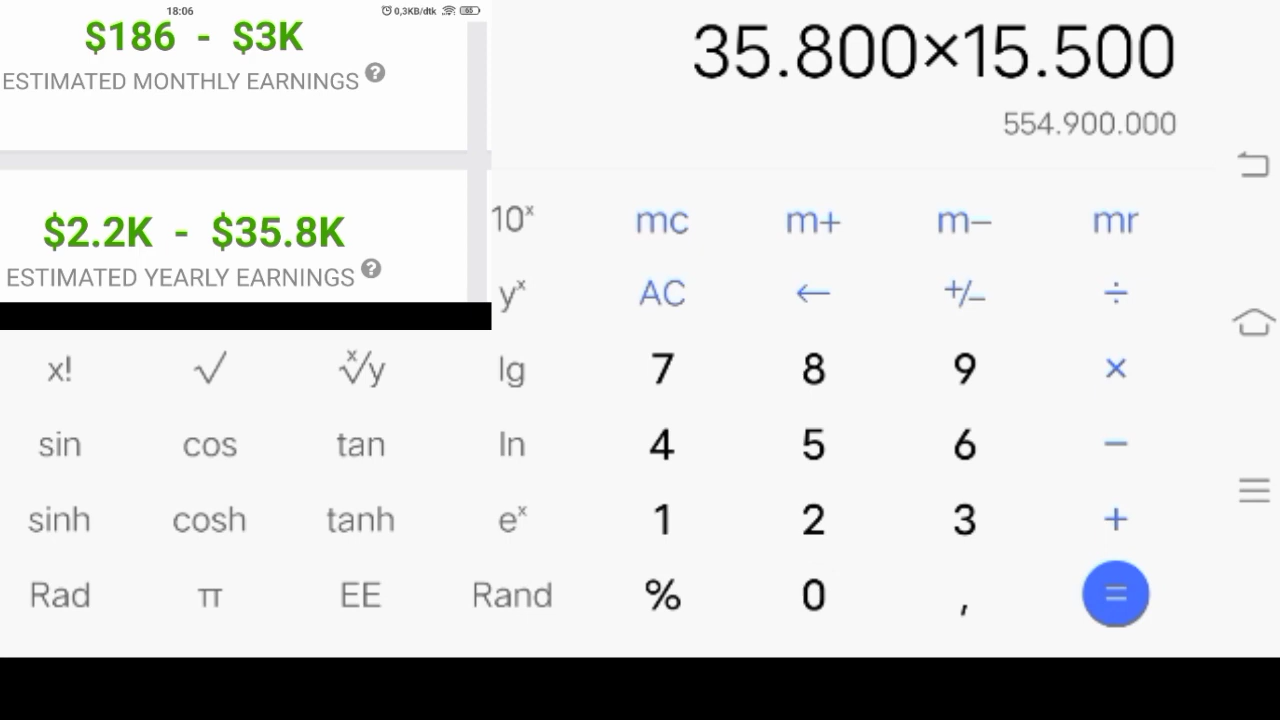 18:06
0,3KB/dtk
65
$186 - $3K
ESTIMATED MONTHLY EARNINGS ?
$2.2K - $35.8K
ESTIMATED YEARLY EARNINGS ?
35.800×15.500
554.900.000
10ˣ mc m+ m– mr
yˣ AC ← +/– ÷
x! √ ˣ√y lg 7 8 9 ×
sin cos tan ln 4 5 6 −
sinh cosh tanh eˣ 1 2 3 +
Rad π EE Rand % 0 , =